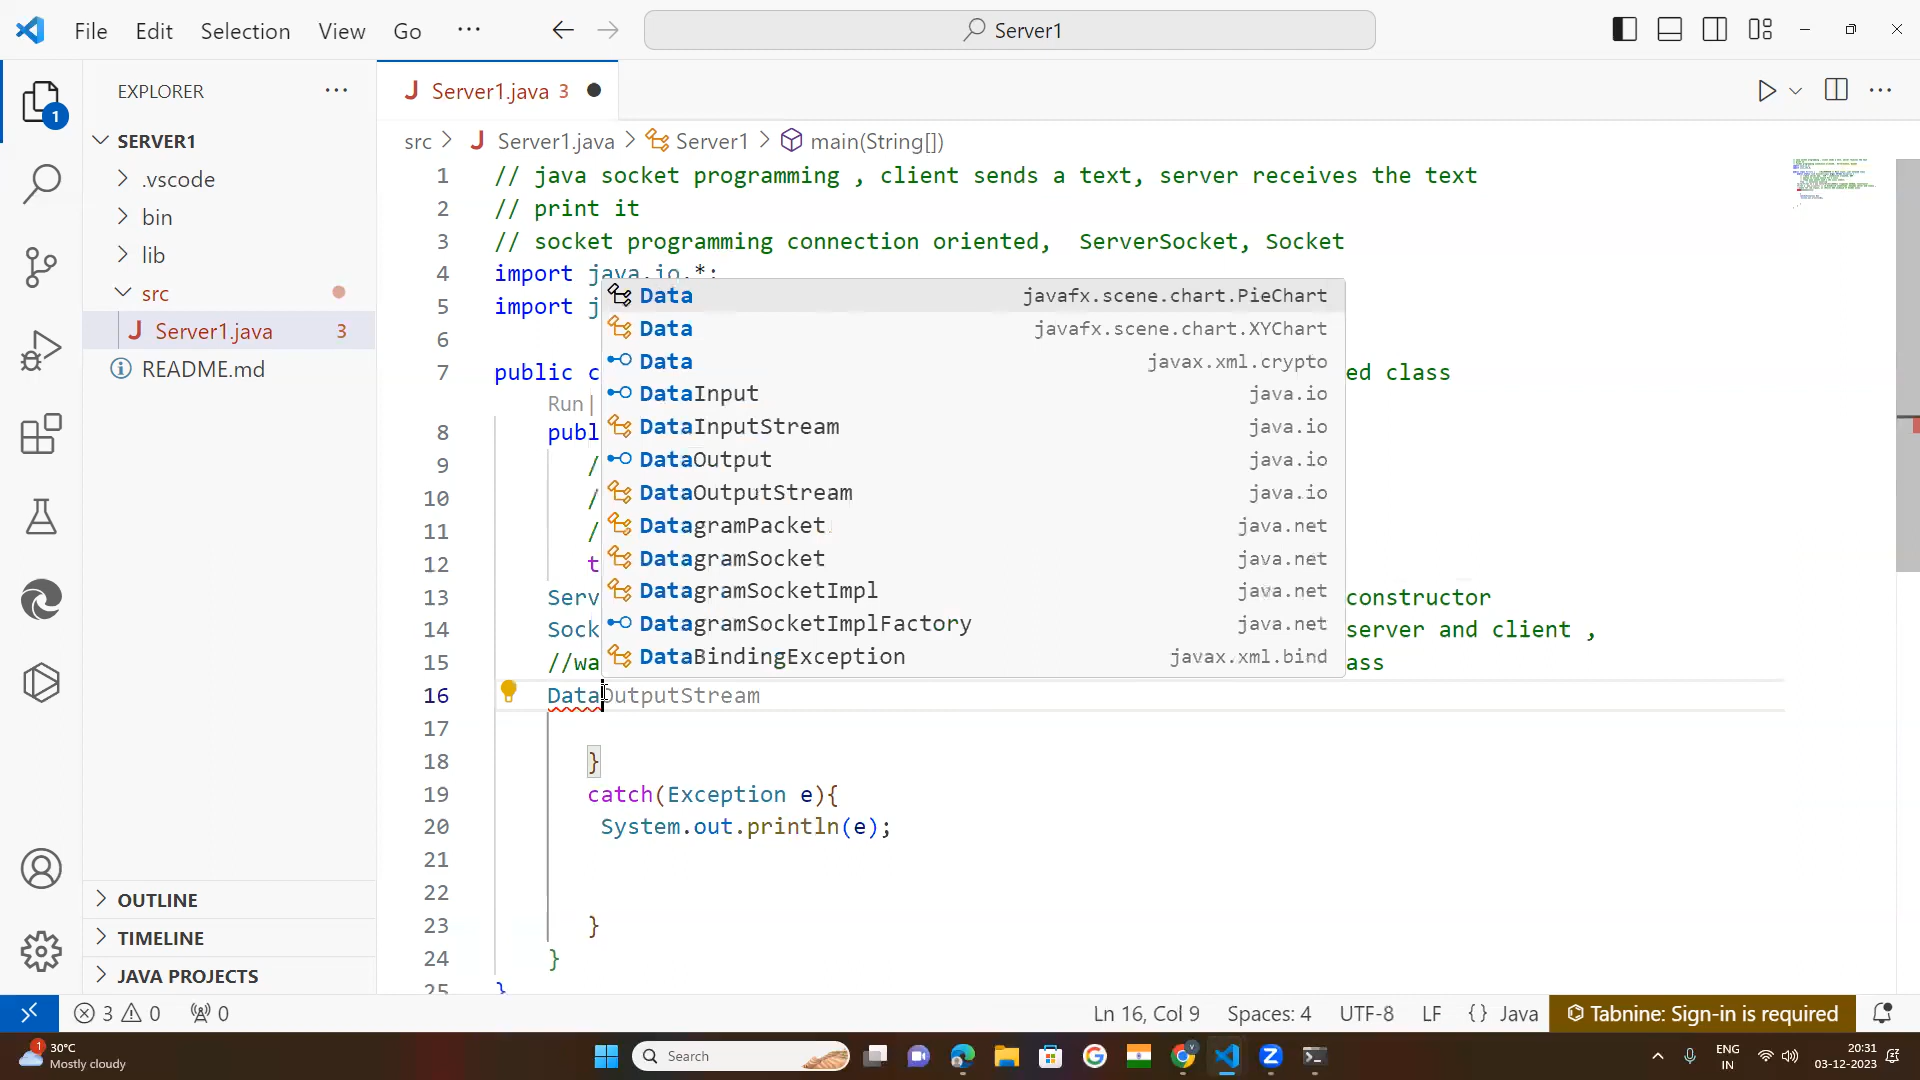 File Edit Selection View Go ··· Server1
EXPLORER ···
SERVER1
.vscode
bin
lib
src
Server1.java 3
README.md
OUTLINE
TIMELINE
JAVA PROJECTS
1
Server1.java 3
src > Server1.java > Server1 > main(String[])
1 // java socket programming , client sends a text, server receives the text
2 // print it
3 // socket programming connection oriented, ServerSocket, Socket
4 import java.io.*;
5 import j
6
7 public c ed class
Run |
8 publ
9 /
10 /
11 /
12 t
13 Serv constructor
14 Sock server and client ,
15 //wa ass
16 DataOutputStream
17
18 }
19 catch(Exception e){
20 System.out.println(e);
21
22
23 }
24 }
25 }
Data javafx.scene.chart.PieChart
Data javafx.scene.chart.XYChart
Data javax.xml.crypto
DataInput java.io
DataInputStream java.io
DataOutput java.io
DataOutputStream java.io
DatagramPacket java.net
DatagramSocket java.net
DatagramSocketImpl java.net
DatagramSocketImplFactory java.net
DataBindingException javax.xml.bind
3 0 0 Ln 16, Col 9 Spaces: 4 UTF-8 LF {} Java Tabnine: Sign-in is required
1 30°C
Mostly cloudy
Search
ENG
IN
20:31
03-12-2023